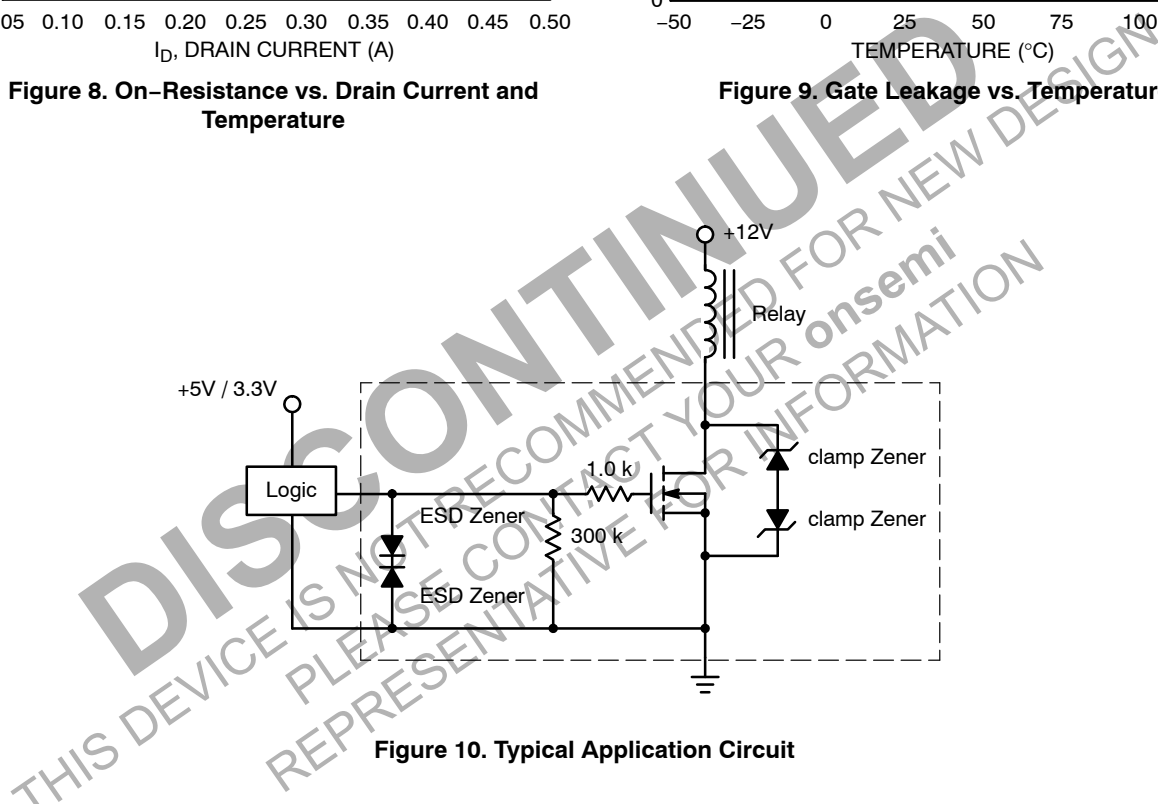 05 0.10 0.15 0.20 0.25 0.30 0.35 0.40 0.45 0.50
I_D, DRAIN CURRENT (A)
Figure 8. On−Resistance vs. Drain Current and
Temperature
0
−50 −25 0 25 50 75 100
TEMPERATURE (°C)
Figure 9. Gate Leakage vs. Temperatur
+12V
Relay
+5V / 3.3V
Logic
ESD Zener
ESD Zener
300 k
1.0 k
clamp Zener
clamp Zener
Figure 10. Typical Application Circuit
DISCONTINUED
THIS DEVICE IS NOT RECOMMENDED FOR NEW DESIGN
PLEASE CONTACT YOUR onsemi
REPRESENTATIVE FOR INFORMATION